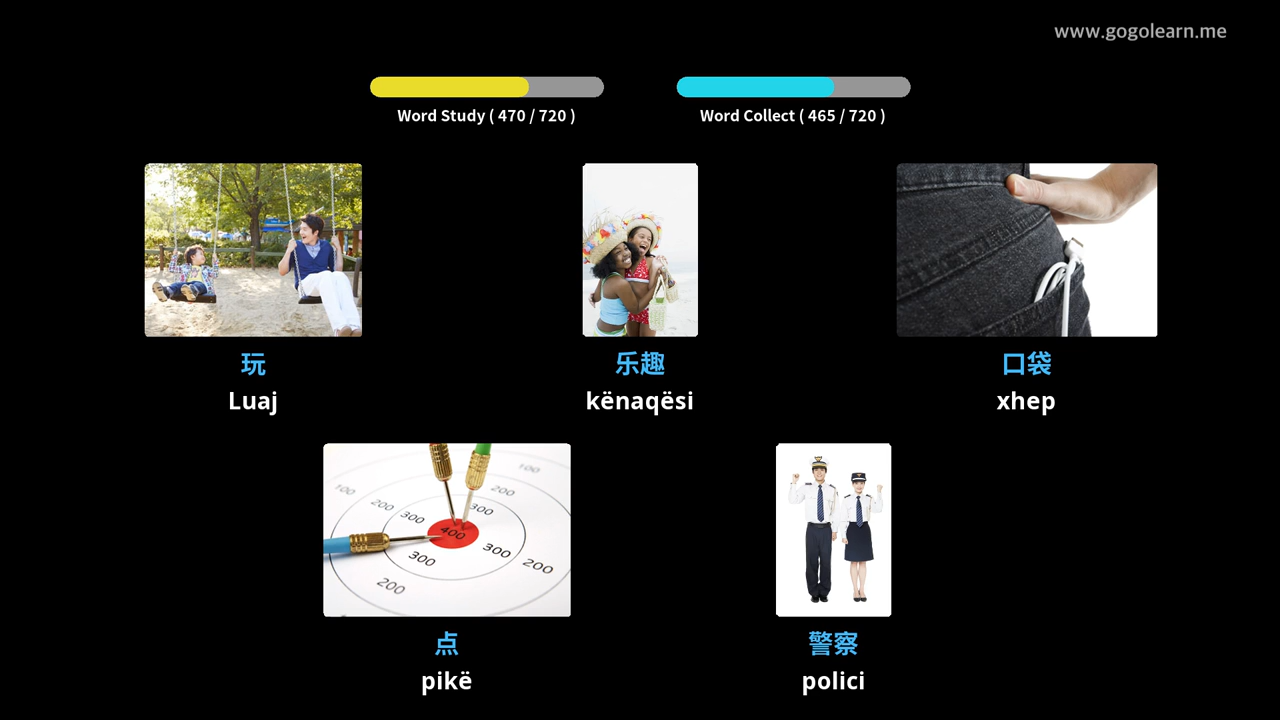 www.gogolearn.me
Word Study ( 470 / 720 )
Word Collect ( 465 / 720 )
玩
Luaj
乐趣
kënaqësi
口袋
xhep
100
100
200
200
300
300
400
300
300
200
200
点
pikë
警察
polici